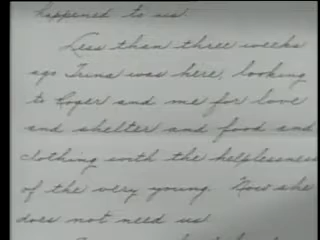 happened to us.
Less than three weeks
ago Trina was here, looking
to Roger and me for love
and shelter and food and
clothing with the helplessness
of the very young. Now she
does not need us